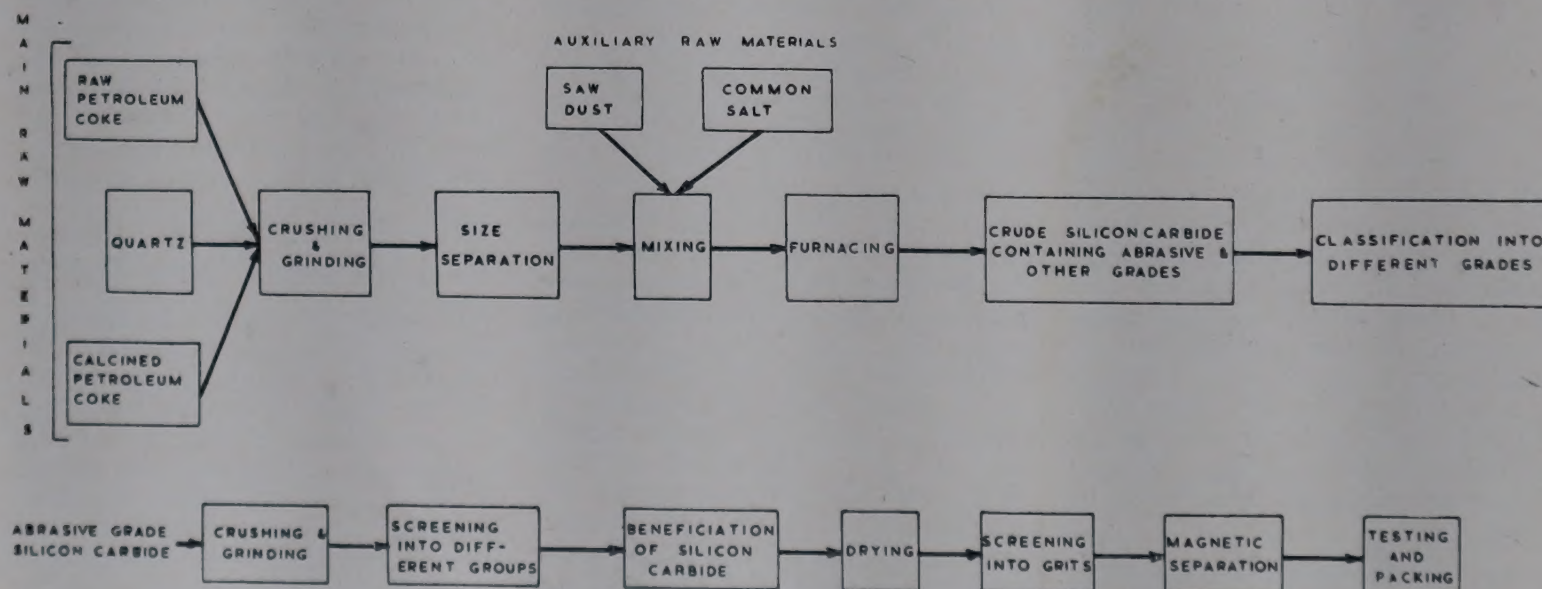 MAIN RAW MATERIALS
AUXILIARY RAW MATERIALS
RAW
PETROLEUM
COKE
SAW
DUST
COMMON
SALT
QUARTZ
CRUSHING
&
GRINDING
SIZE
SEPARATION
MIXING
FURNACING
CRUDE SILICON CARBIDE
CONTAINING ABRASIVE &
OTHER GRADES
CLASSIFICATION INTO
DIFFERENT GRADES
CALCINED
PETROLEUM
COKE
ABRASIVE GRADE
SILICON CARBIDE
CRUSHING &
GRINDING
SCREENING
INTO DIFF-
ERENT GROUPS
BENEFICIATION
OF SILICON
CARBIDE
DRYING
SCREENING
INTO GRITS
MAGNETIC
SEPARATION
TESTING
AND
PACKING